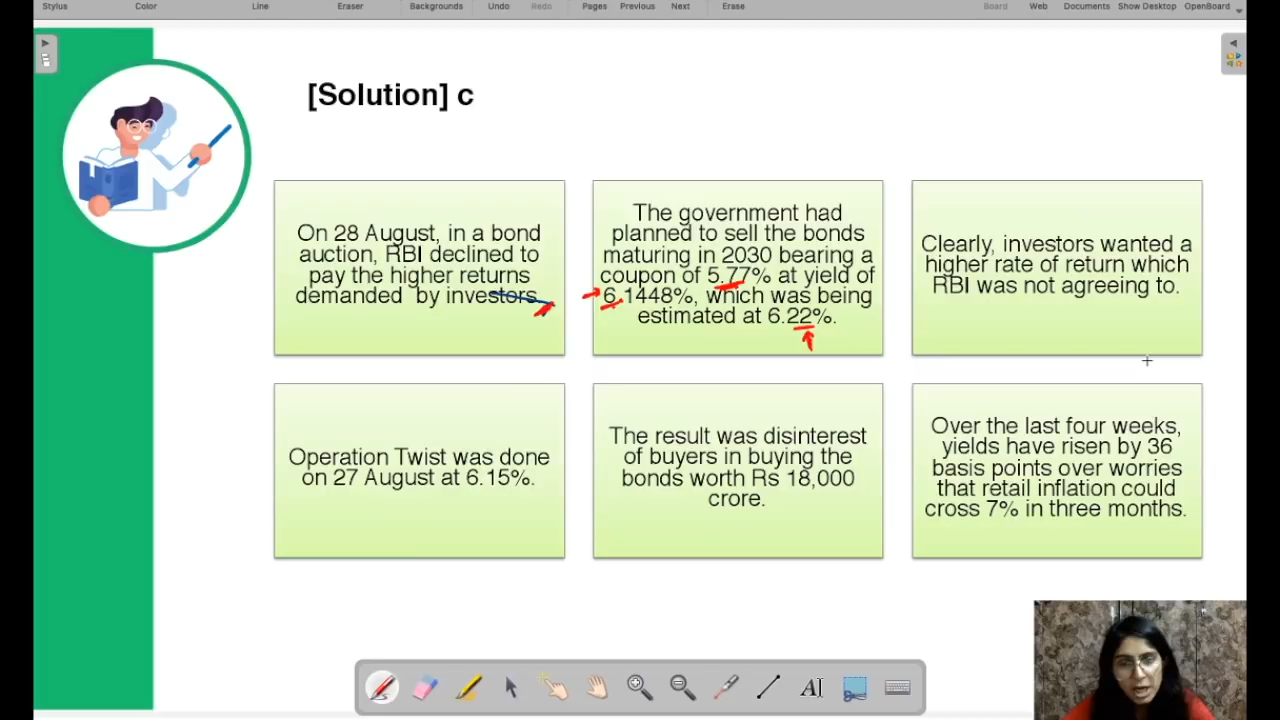 Stylus Color Line Eraser Backgrounds Undo Redo Pages Previous Next Erase Board Web Documents Show Desktop OpenBoard
[Solution] c
On 28 August, in a bond
auction, RBI declined to
pay the higher returns
demanded by investors.
The government had
planned to sell the bonds
maturing in 2030 bearing a
coupon of 5.77% at yield of
6.1448%, which was being
estimated at 6.22%.
Clearly, investors wanted a
higher rate of return which
RBI was not agreeing to.
Operation Twist was done
on 27 August at 6.15%.
The result was disinterest
of buyers in buying the
bonds worth Rs 18,000
crore.
Over the last four weeks,
yields have risen by 36
basis points over worries
that retail inflation could
cross 7% in three months.
AI